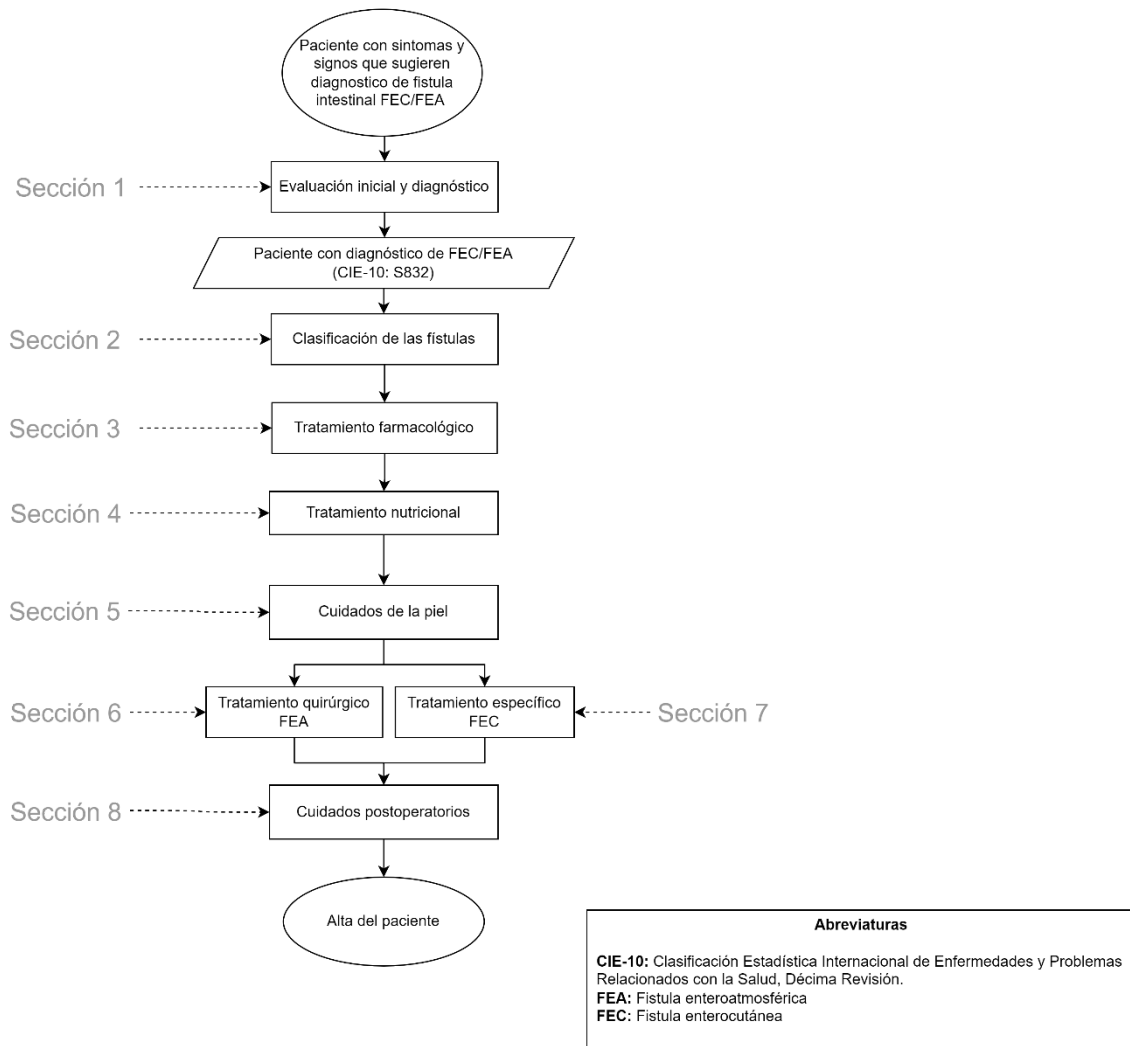 Paciente con sintomas y
signos que sugieren
diagnostico de fistula
intestinal FEC/FEA
Sección 1
Evaluación inicial y diagnóstico
Paciente con diagnóstico de FEC/FEA
(CIE-10: S832)
Sección 2
Clasificación de las fístulas
Sección 3
Tratamiento farmacológico
Sección 4
Tratamiento nutricional
Sección 5
Cuidados de la piel
Sección 6
Tratamiento quirúrgico
FEA
Tratamiento específico
FEC
Sección 7
Sección 8
Cuidados postoperatorios
Alta del paciente
Abreviaturas
CIE-10: Clasificación Estadística Internacional de Enfermedades y Problemas
Relacionados con la Salud, Décima Revisión.
FEA: Fistula enteroatmosférica
FEC: Fistula enterocutánea